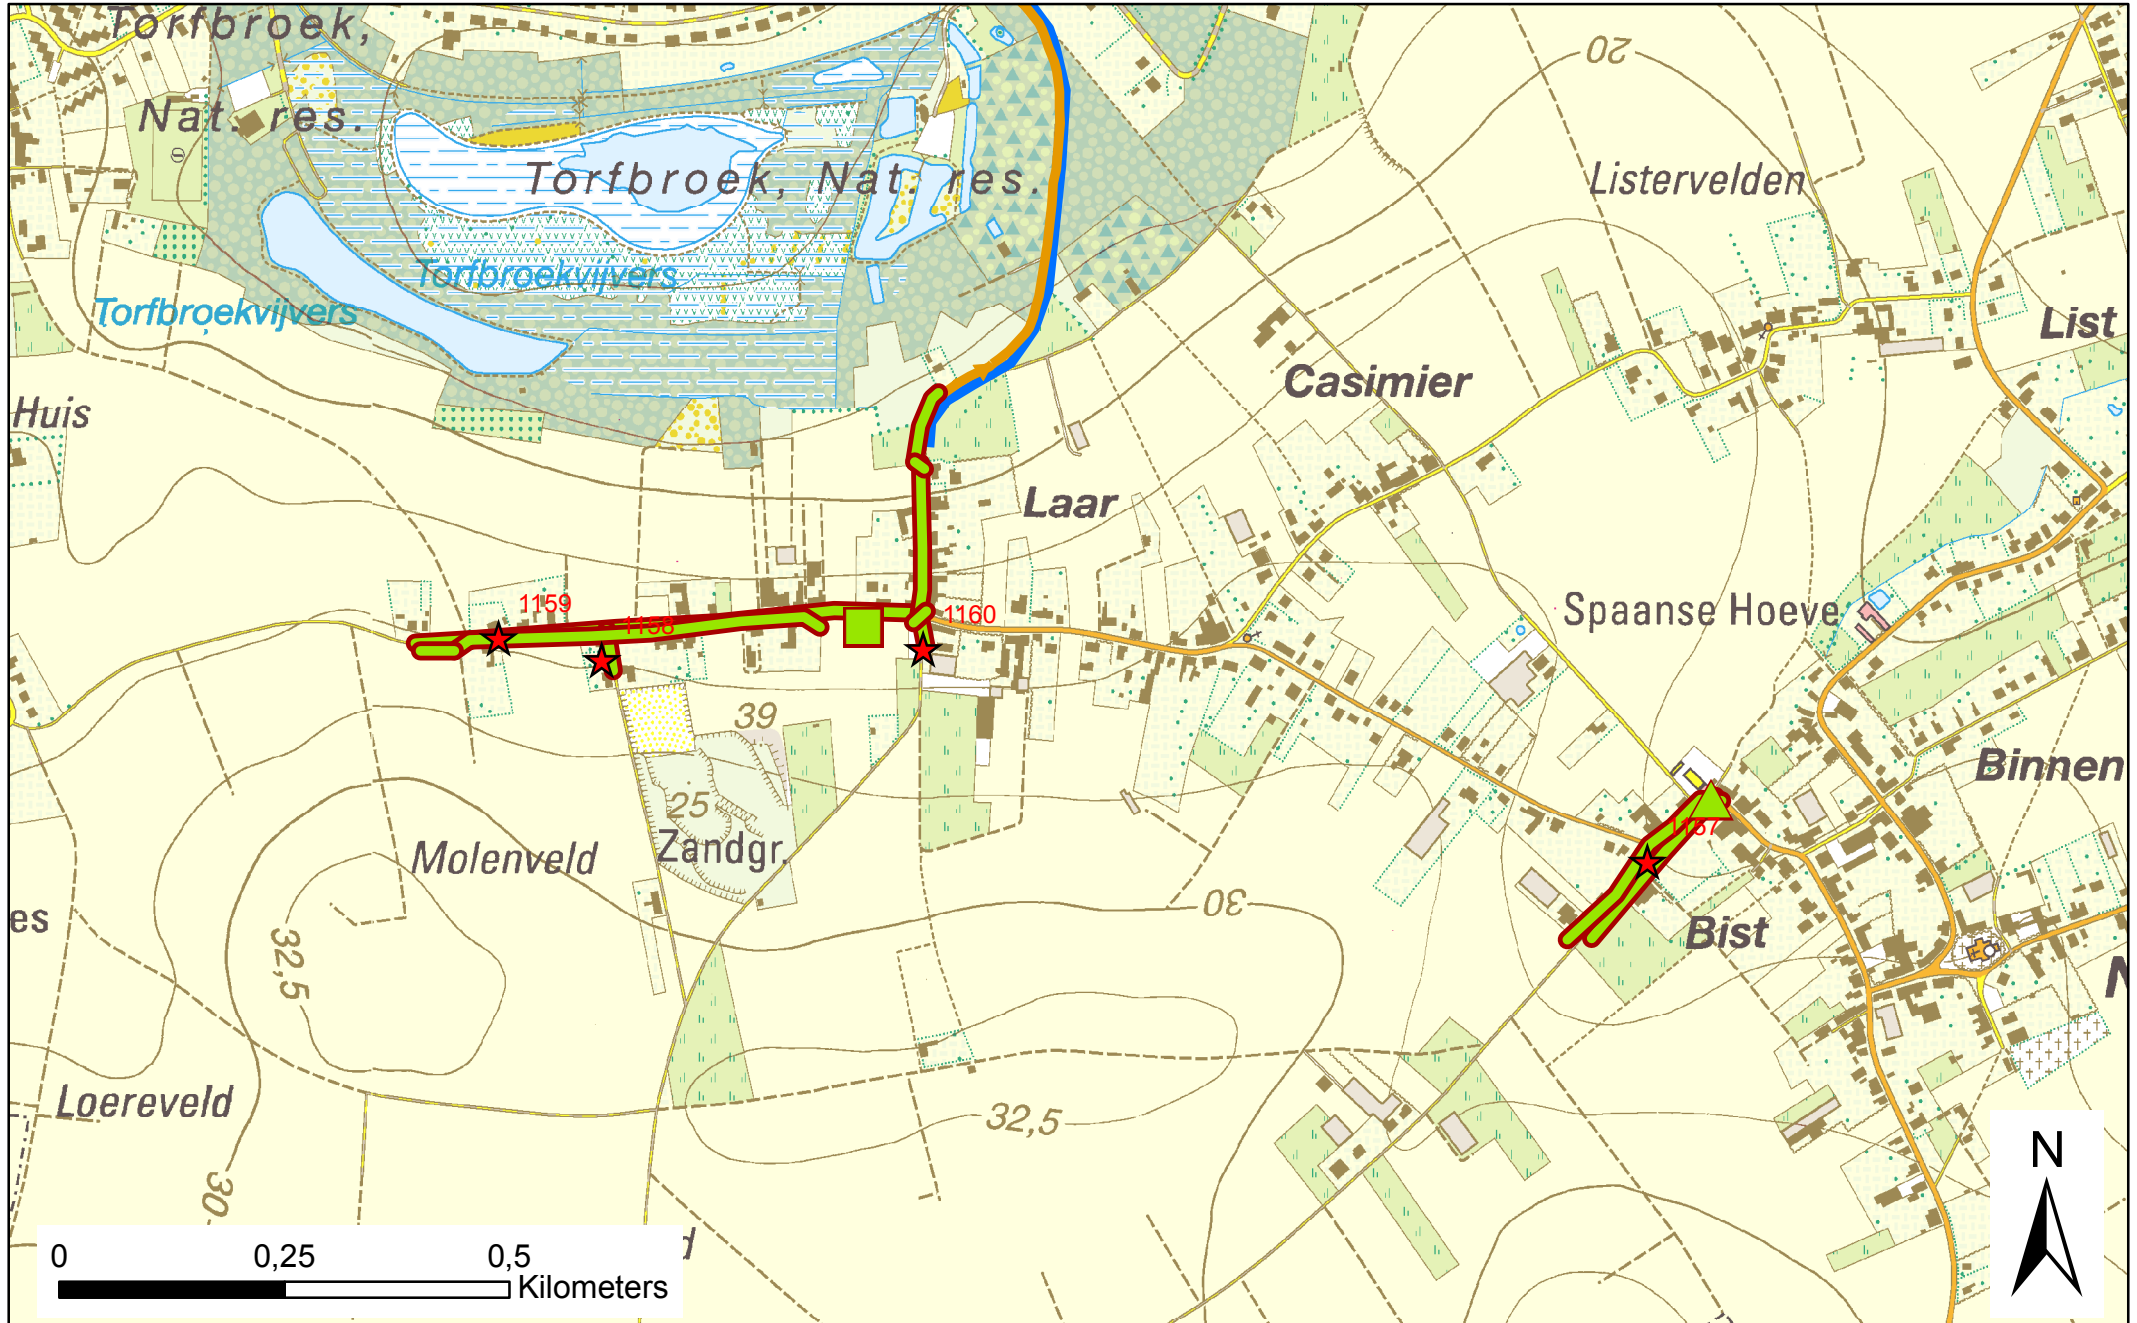 Torfbroek,
Nat. res.
20
Torfbroek, Nat. res.
Listervelden
Torfbroekvijvers
Torfbroekvijvers
List
Casimier
Huis
Laar
1159
1158
1160
Spaanse Hoeve
39
Binnen
25
1157
Molenveld
Zandgr.
30
es
Bist
32,5
N
Loereveld
32,5
30
N
d
0 0,25 0,5
Kilometers